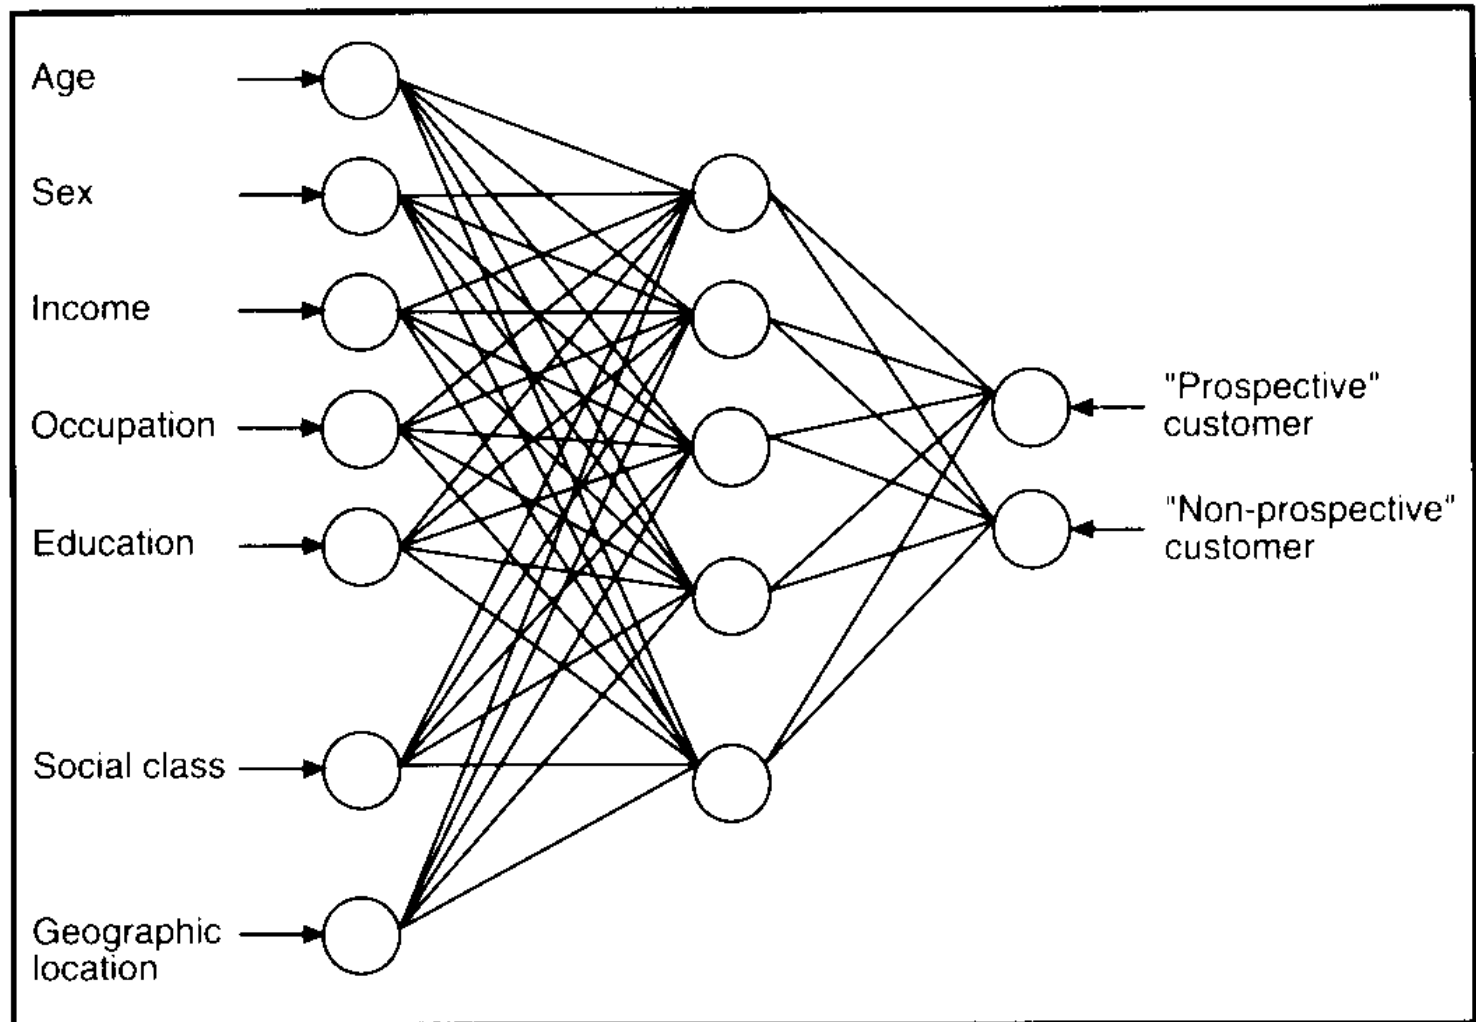 Age
Sex
Income
Occupation
Education
Social class
Geographic
location
"Prospective"
customer
"Non-prospective"
customer